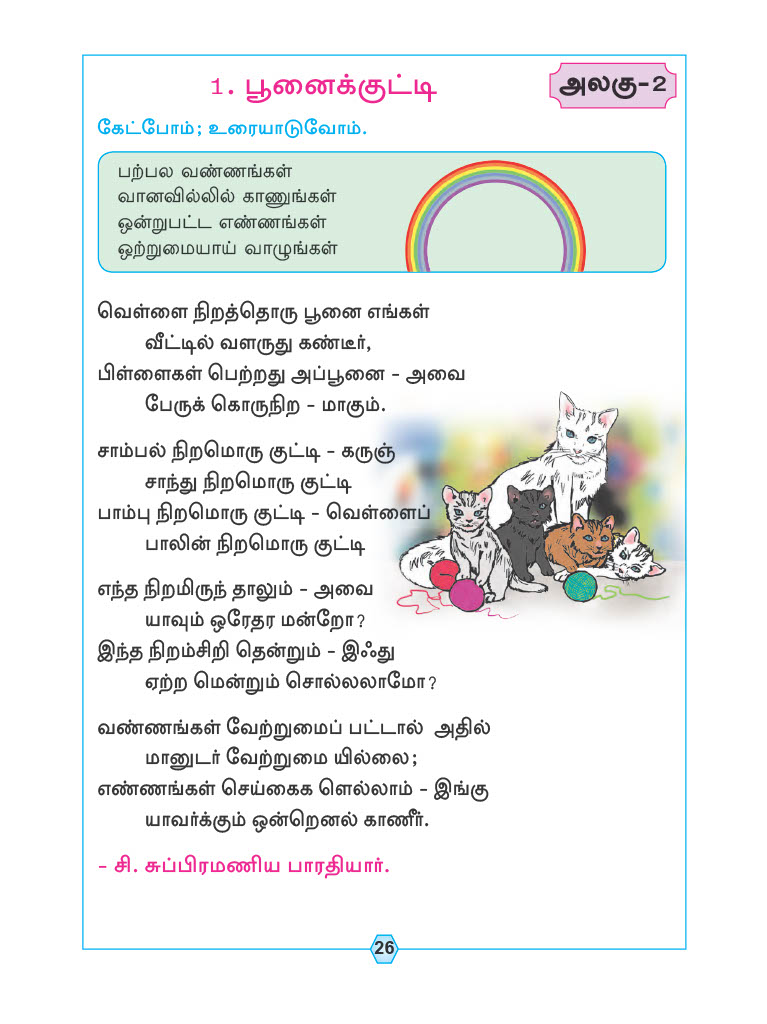 1. பூனைக்குட்டி
அலகு-2
கேட்போம்; உரையாடுவோம்.
பற்பல வண்ணங்கள்
வானவில்லில் காணுங்கள்
ஒன்றுபட்ட எண்ணங்கள்
ஒற்றுமையாய் வாழுங்கள்
வெள்ளை நிறத்தொரு பூனை எங்கள்
வீட்டில் வளருது கண்டீர்,
பிள்ளைகள் பெற்றது அப்பூனை - அவை
பேருக் கொருநிற - மாகும்.
சாம்பல் நிறமொரு குட்டி - கருஞ்
சாந்து நிறமொரு குட்டி
பாம்பு நிறமொரு குட்டி - வெள்ளைப்
பாலின் நிறமொரு குட்டி
எந்த நிறமிருந் தாலும் - அவை
யாவும் ஒரேதர மன்றோ?
இந்த நிறம்சிறி தென்றும் - இஃது
ஏற்ற மென்றும் சொல்லலாமோ?
வண்ணங்கள் வேற்றுமைப் பட்டால் அதில்
மானுடர் வேற்றுமை யில்லை;
எண்ணங்கள் செய்கைக ளெல்லாம் - இங்கு
யாவர்க்கும் ஒன்றெனல் காணீர்.
- சி. சுப்பிரமணிய பாரதியார்.
26